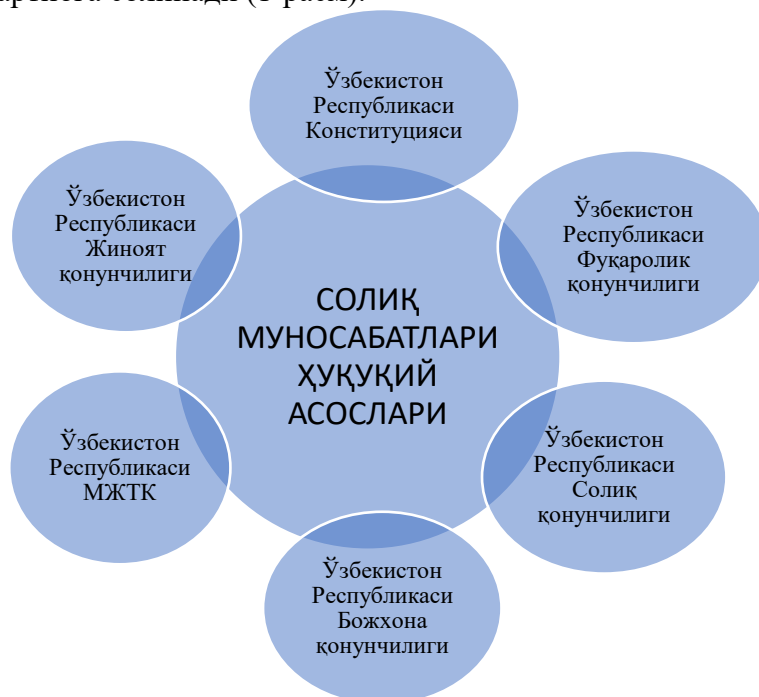 Ўзбекистон
Республикаси
Конституцияси
Ўзбекистон
Республикаси
Фуқаролик
қонунчилиги
Ўзбекистон
Республикаси
Солиқ
қонунчилиги
Ўзбекистон
Республикаси
Божхона
қонунчилиги
Ўзбекистон
Республикаси
МЖТК
Ўзбекистон
Республикаси
Жиноят
қонунчилиги
СОЛИҚ
МУНОСАБАТЛАРИ
ҲУҚУҚИЙ
АСОСЛАРИ